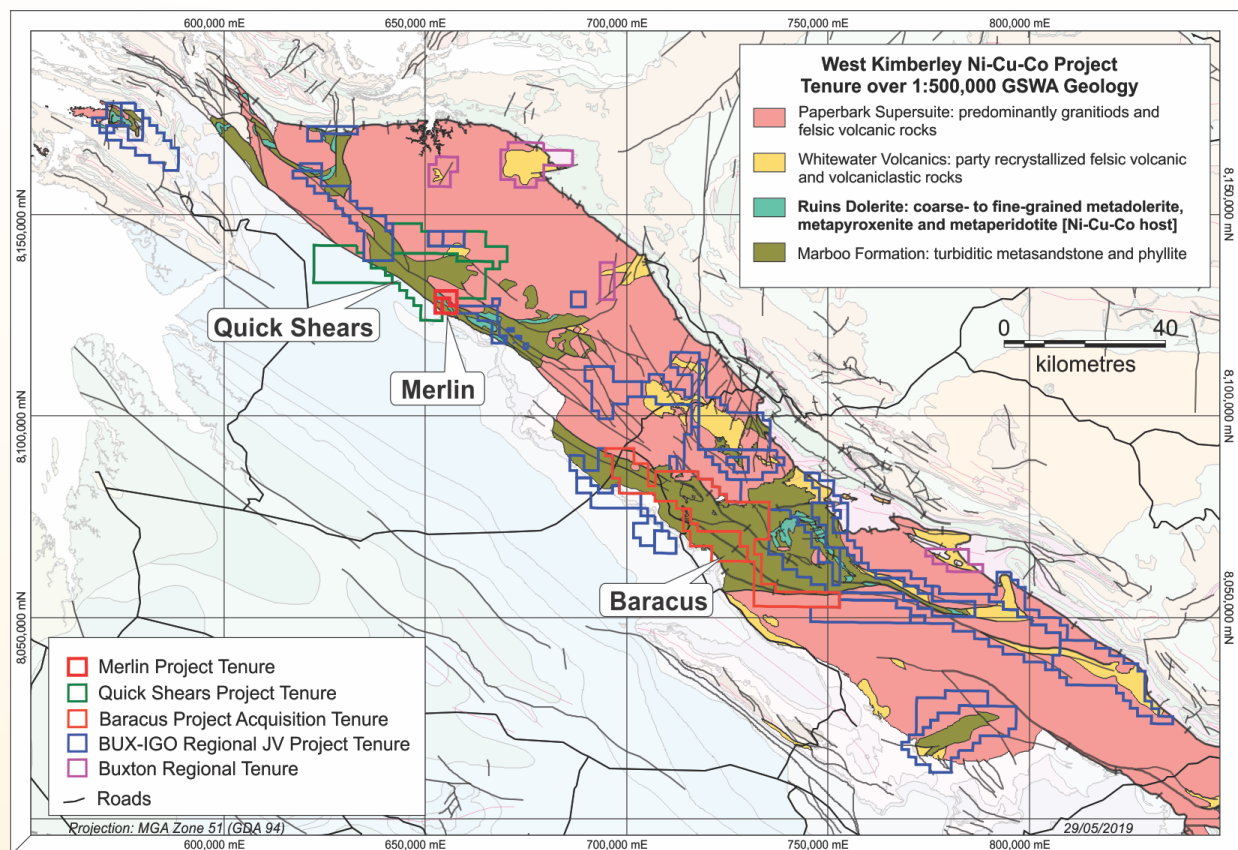 600,000 mE
650,000 mE
700,000 mE
750,000 mE
800,000 mE
West Kimberley Ni-Cu-Co Project
Tenure over 1:500,000 GSWA Geology
Paperbark Supersuite: predominantly granitiods and
felsic volcanic rocks
Whitewater Volcanics: party recrystallized felsic volcanic
and volcaniclastic rocks
Ruins Dolerite: coarse- to fine-grained metadolerite,
metapyroxenite and metaperidotite [Ni-Cu-Co host]
Marboo Formation: turbiditic metasandstone and phyllite
8,150,000 mN
8,150,000 mN
Quick Shears
0 40
kilometres
Merlin
8,100,000 mN
8,100,000 mN
Baracus
8,050,000 mN
8,050,000 mN
Merlin Project Tenure
Quick Shears Project Tenure
Baracus Project Acquisition Tenure
BUX-IGO Regional JV Project Tenure
Buxton Regional Tenure
Roads
Projection: MGA Zone 51 (GDA 94)
29/05/2019
600,000 mE
650,000 mE
700,000 mE
750,000 mE
800,000 mE